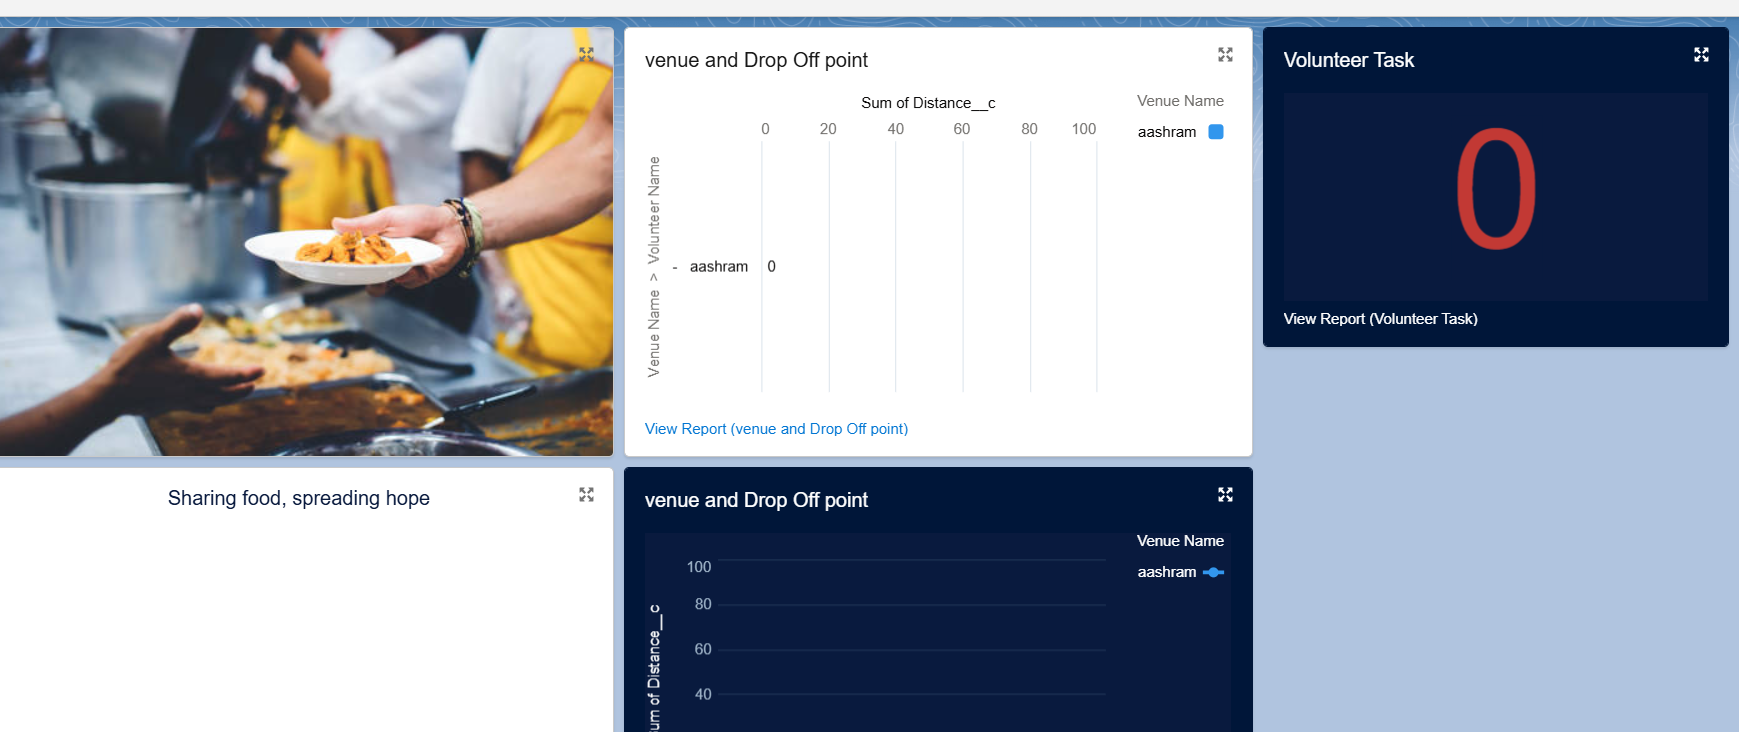 venue and Drop Off point
Sum of Distance__c
0 20 40 60 80 100
Venue Name > Volunteer Name
- aashram 0
Venue Name
aashram
View Report (venue and Drop Off point)
Volunteer Task
0
View Report (Volunteer Task)
Sharing food, spreading hope
venue and Drop Off point
Venue Name
aashram
100
80
60
40
um of Distance__c